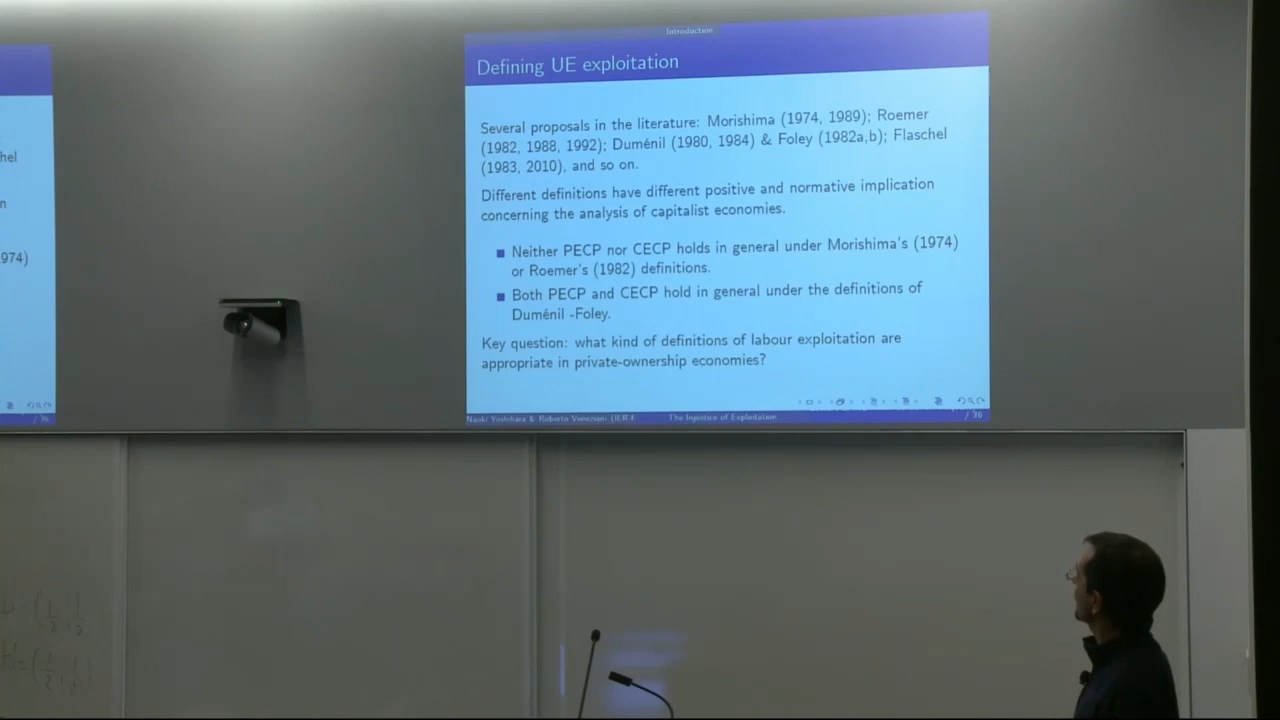 Introduction
Defining UE exploitation
Several proposals in the literature: Morishima (1974, 1989); Roemer
(1982, 1988, 1992); Duménil (1980, 1984) & Foley (1982a,b); Flaschel
(1983, 2010), and so on.
Different definitions have different positive and normative implication
concerning the analysis of capitalist economies.
Neither PECP nor CECP holds in general under Morishima's (1974)
or Roemer's (1982) definitions.
Both PECP and CECP hold in general under the definitions of
Duménil -Foley.
Key question: what kind of definitions of labour exploitation are
appropriate in private-ownership economies?
Naoki Yoshihara & Roberto Veneziani (IER H
The Injustice of Exploitation
/ 36
hel
n
974)
/ 36